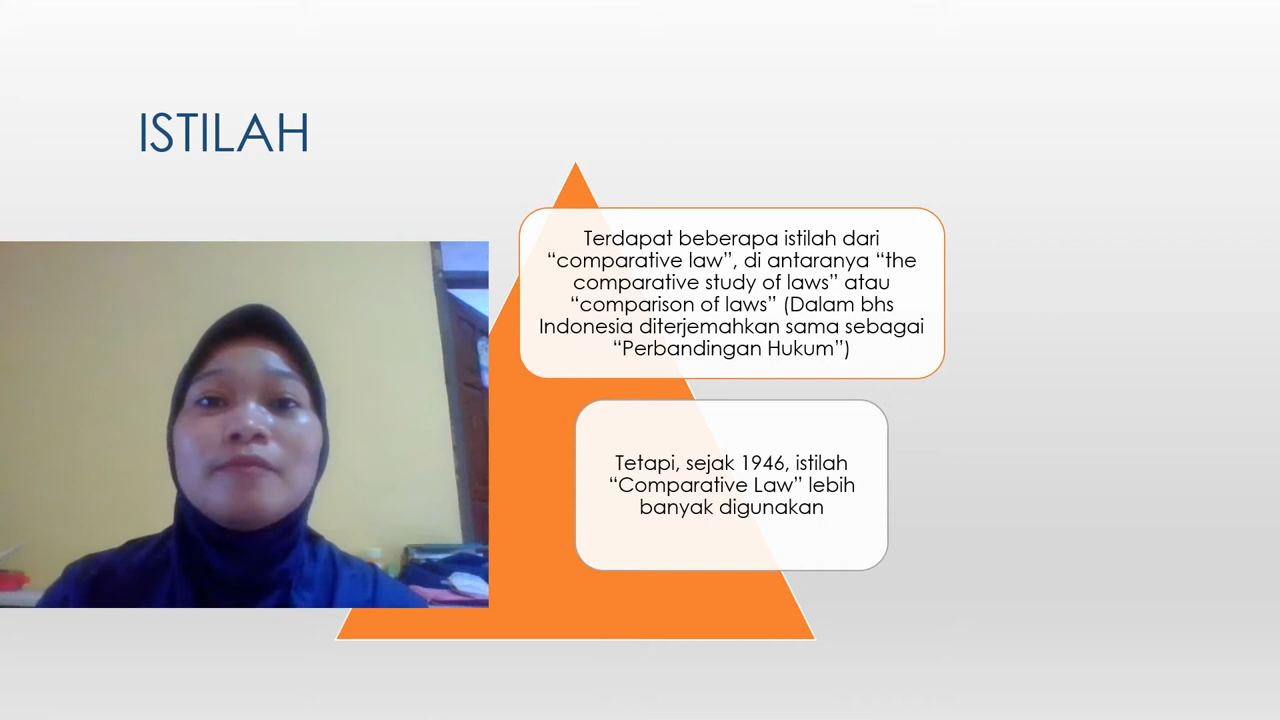 ISTILAH
Terdapat beberapa istilah dari
“comparative law”, di antaranya “the
comparative study of laws” atau
“comparison of laws” (Dalam bhs
Indonesia diterjemahkan sama sebagai
“Perbandingan Hukum”)
Tetapi, sejak 1946, istilah
“Comparative Law” lebih
banyak digunakan